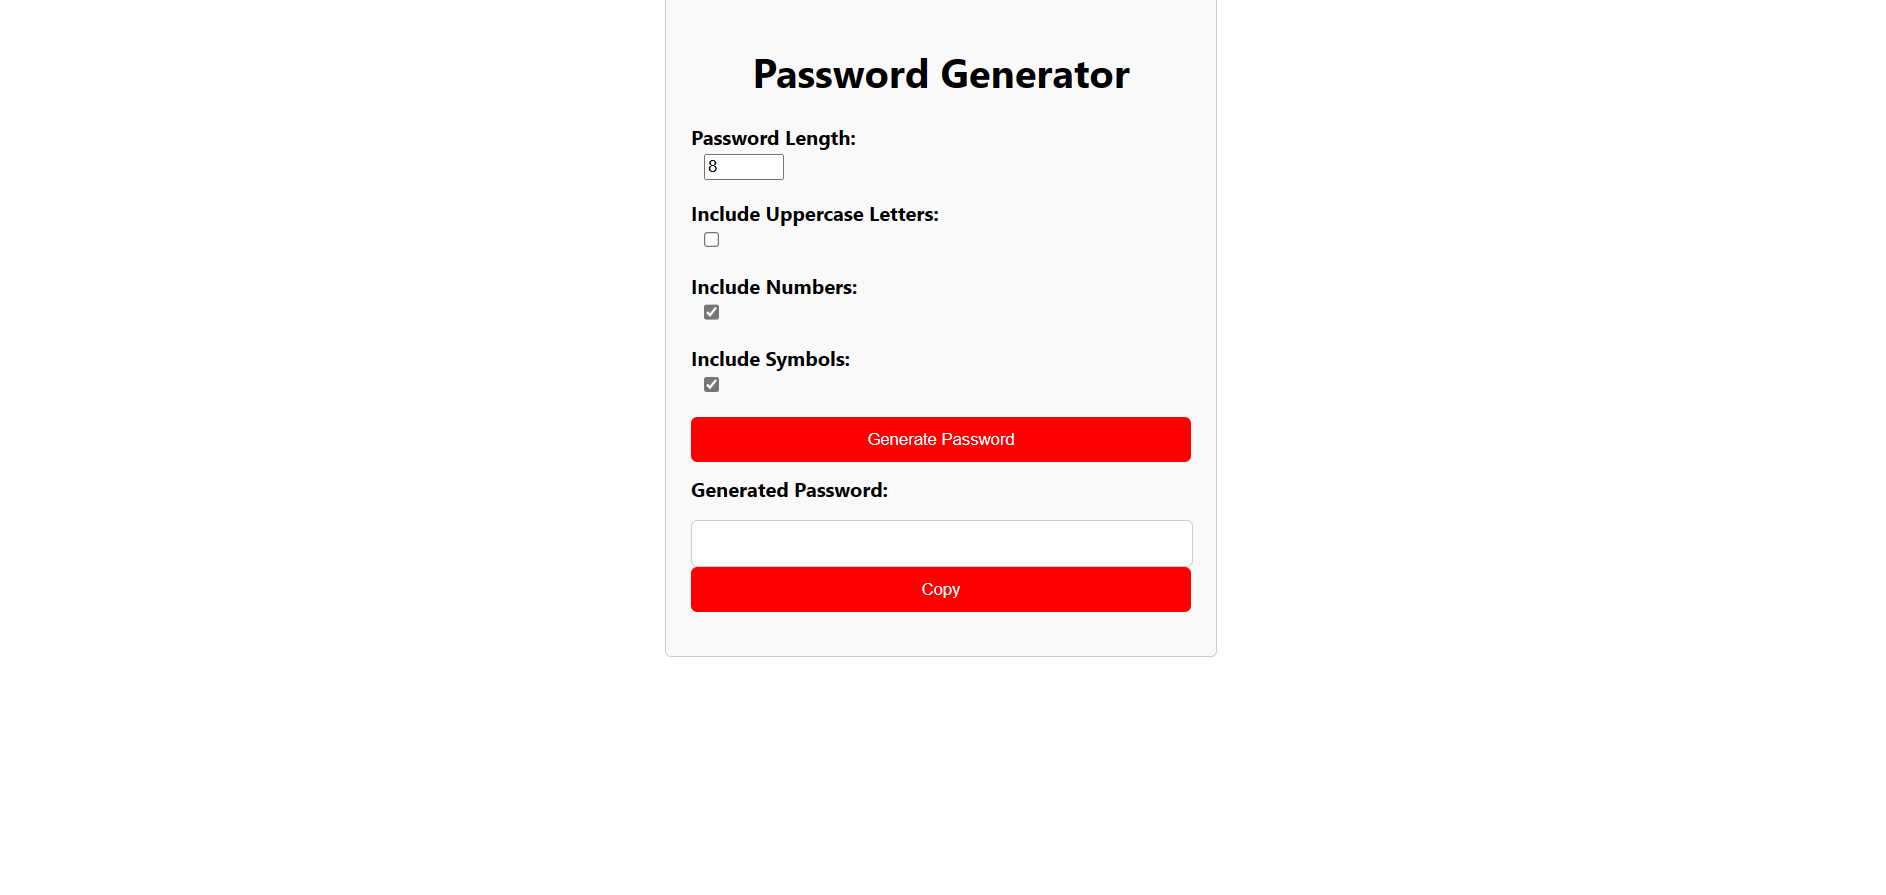 Password Generator
Password Length:
8
Include Uppercase Letters:
Include Numbers:
Include Symbols:
Generate Password
Generated Password:
Copy